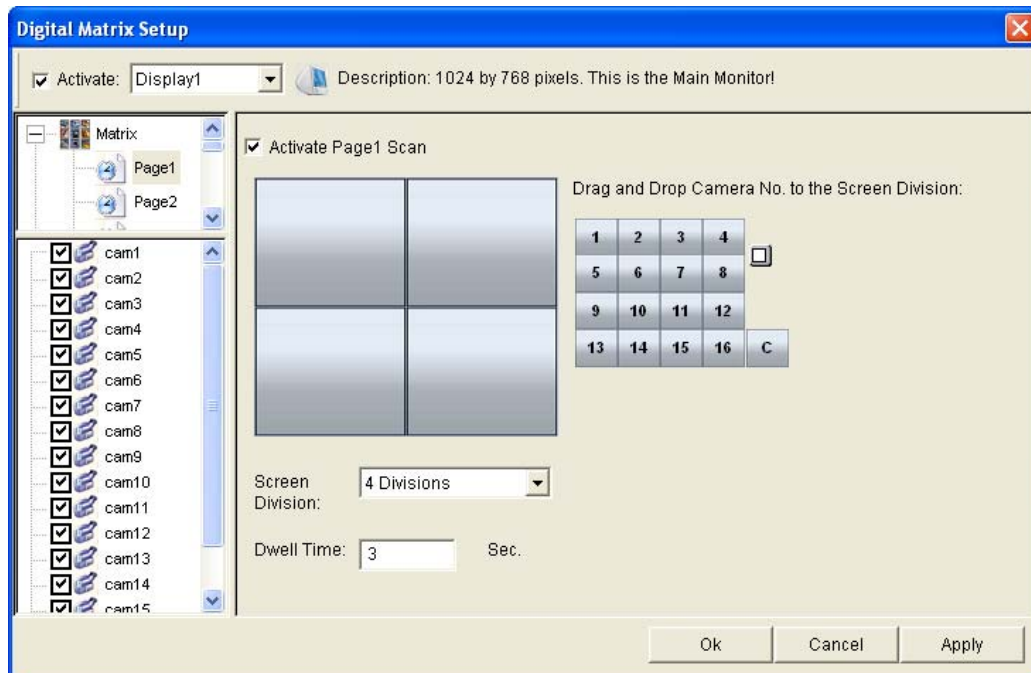 Digital Matrix Setup
Activate: Display1 Description: 1024 by 768 pixels. This is the Main Monitor!
Matrix
Page1
Page2
cam1
cam2
cam3
cam4
cam5
cam6
cam7
cam8
cam9
cam10
cam11
cam12
cam13
cam14
cam15
Activate Page1 Scan
Drag and Drop Camera No. to the Screen Division:
1 2 3 4
5 6 7 8
9 10 11 12
13 14 15 16 C
Screen
Division:
4 Divisions
Dwell Time: 3 Sec.
Ok Cancel Apply